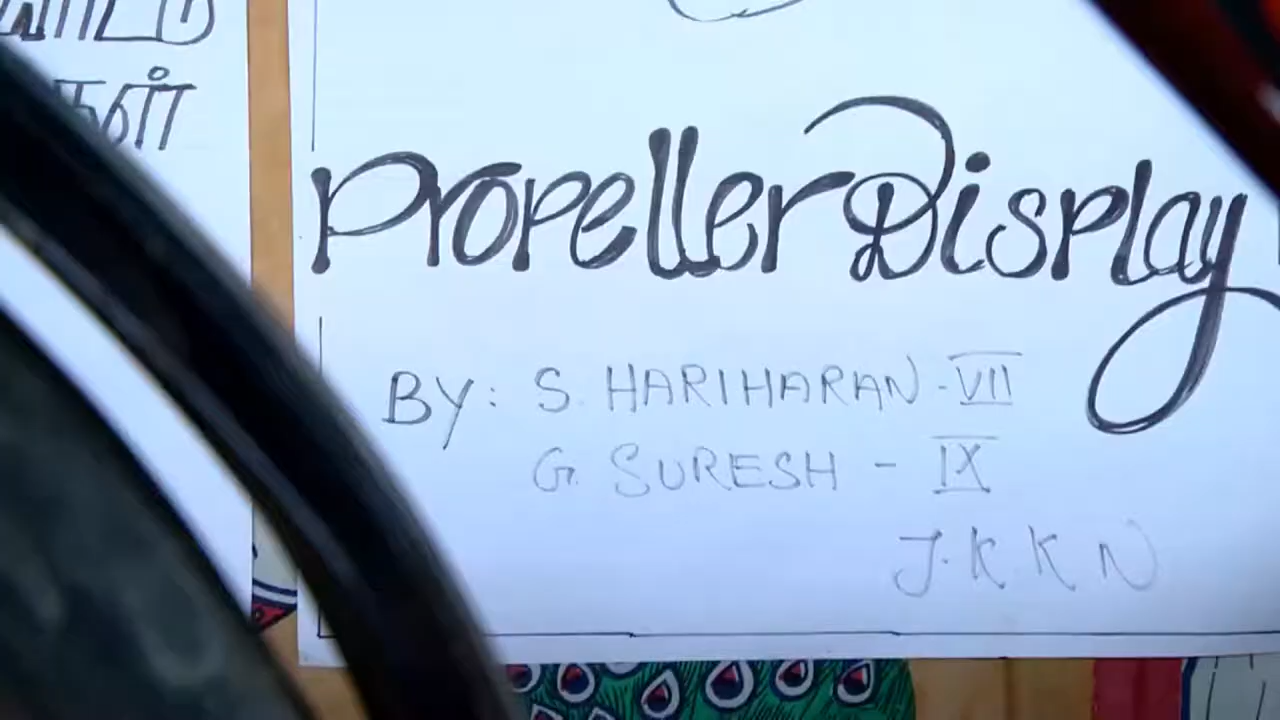 Propeller Display
BY: S. HARIHARAN - VII
G. SURESH - IX
J.K K N